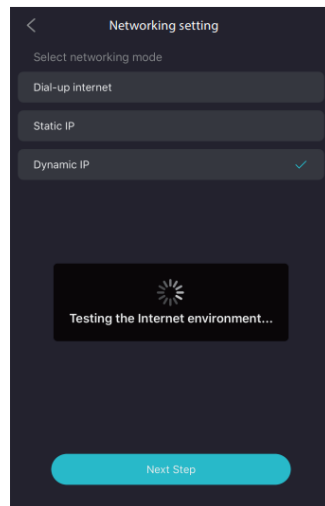 Networking setting
Select networking mode
Dial-up internet
Static IP
Dynamic IP
Testing the Internet environment...
Next Step